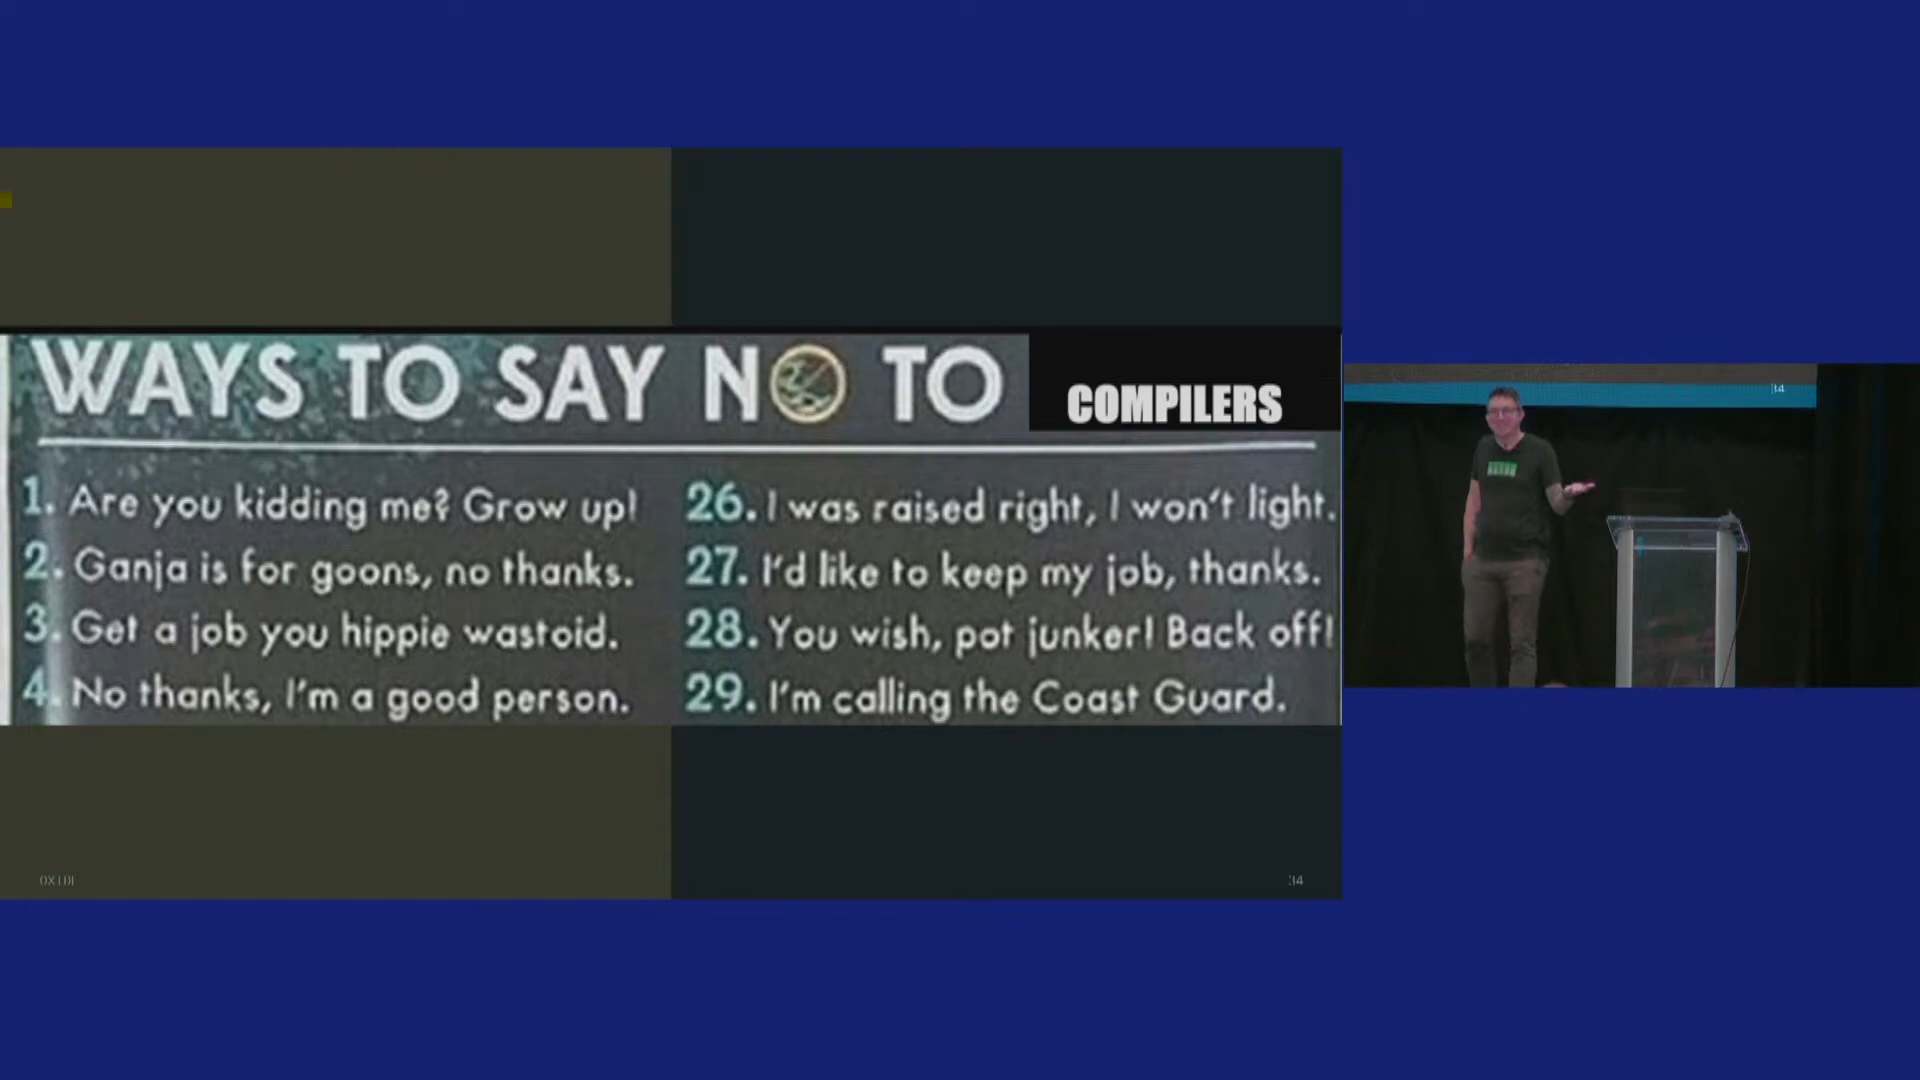 WAYS TO SAY NO TO COMPILERS
1. Are you kidding me? Grow up!
2. Ganja is for goons, no thanks.
3. Get a job you hippie wastoid.
4. No thanks, I'm a good person.
26. I was raised right, I won't light.
27. I'd like to keep my job, thanks.
28. You wish, pot junker! Back off!
29. I'm calling the Coast Guard.
34
34